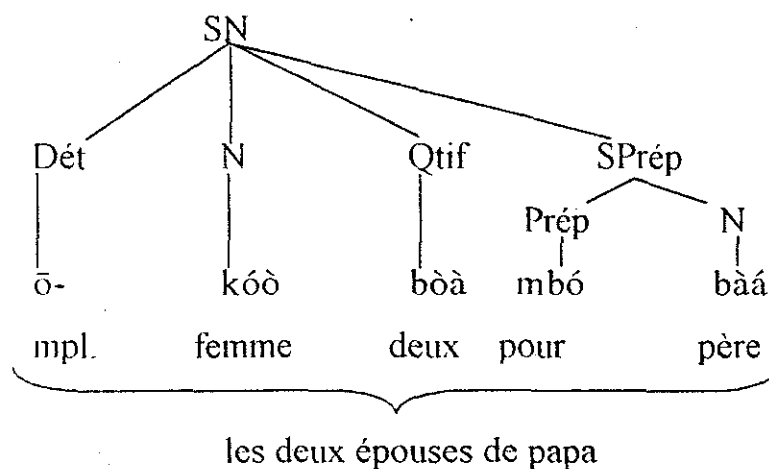 SN
Dét N Qtif SPrép
Prép N
ō- kóò bòà mbó bàá
mpl. femme deux pour père
les deux épouses de papa